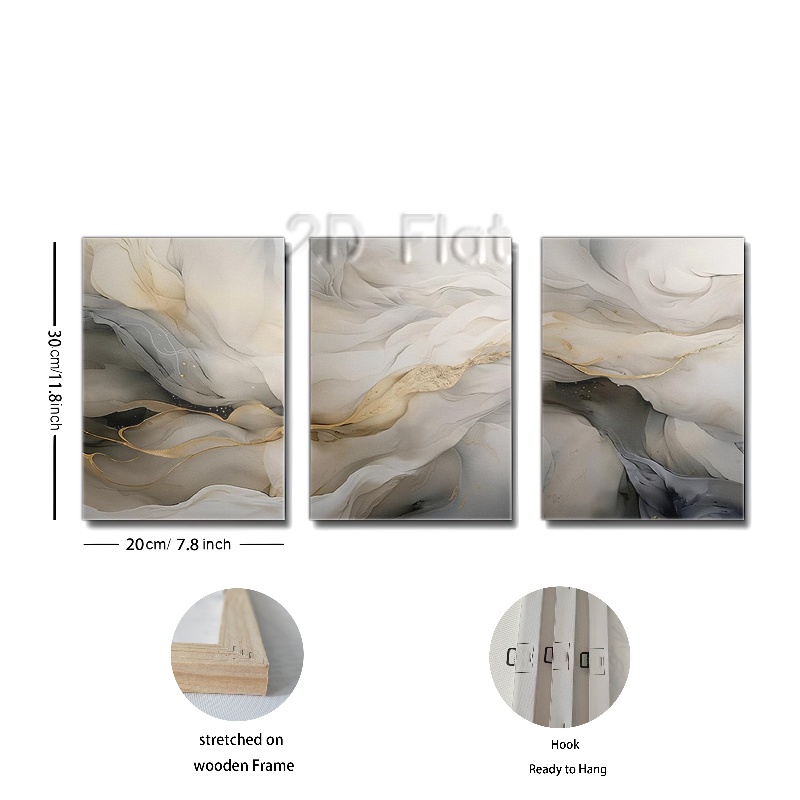 2D Flat
30cm/11.8inch
20cm/ 7.8 inch
stretched on
wooden Frame
Hook
Ready to Hang